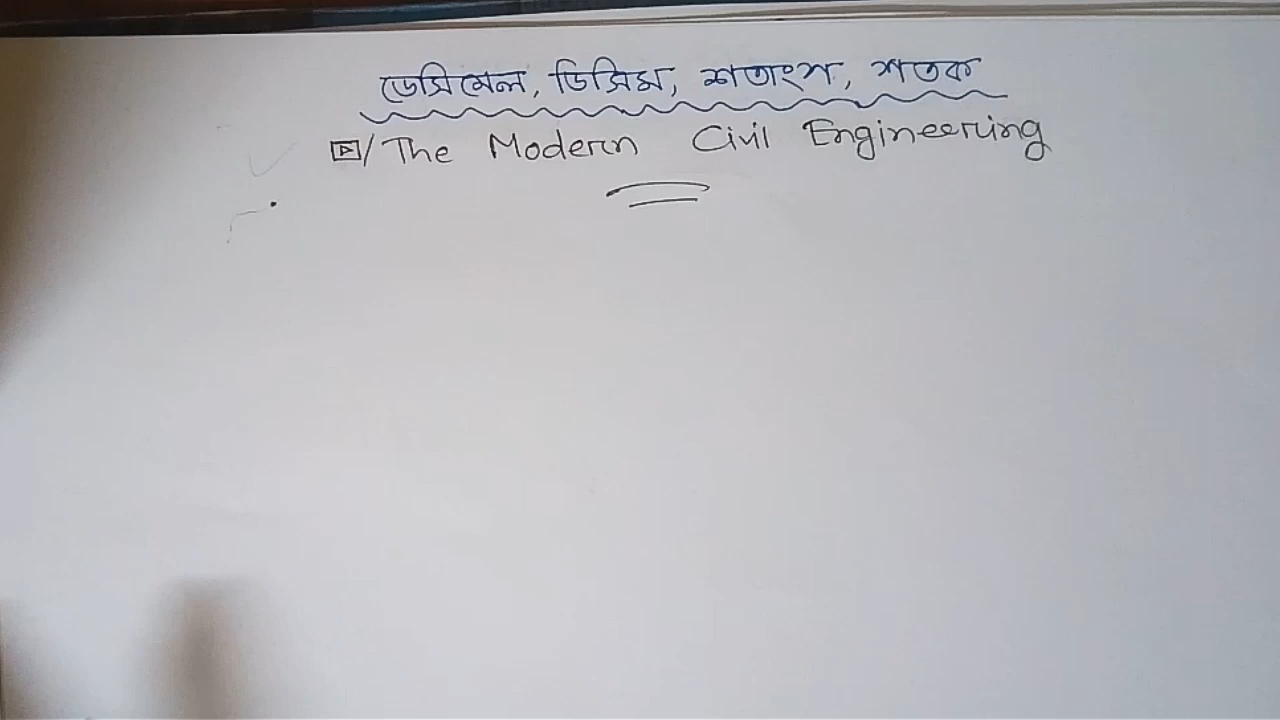 ডেসিমেল, ডিসিম, শতাংশ, শতক
▶/The Modern Civil Engineering